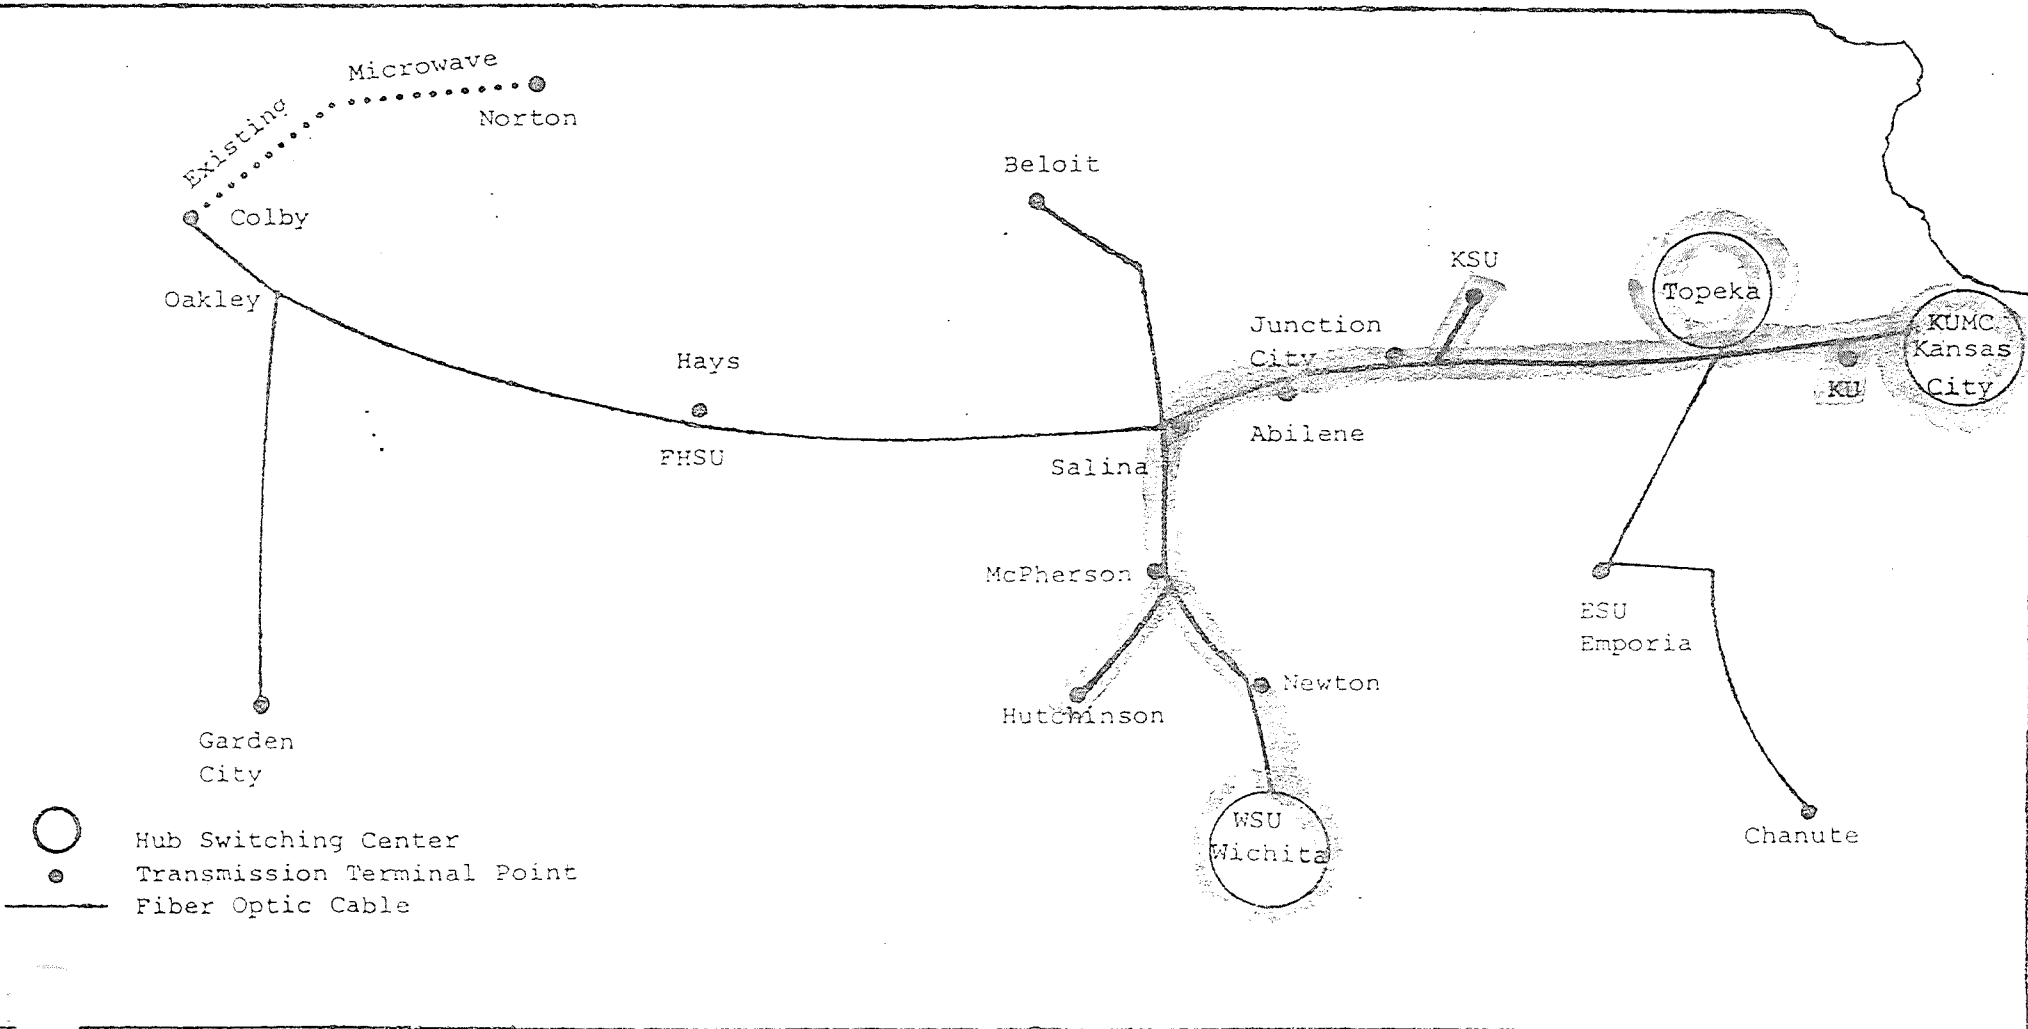 Microwave
Existing
Norton
Colby
Beloit
Oakley
KSU
Topeka
Junction
City
KUMC
Kansas
City
KU
Hays
FHSU
Abilene
Salina
McPherson
ESU
Emporia
Newton
Hutchinson
Garden
City
WSU
Wichita
Chanute
Hub Switching Center
Transmission Terminal Point
Fiber Optic Cable